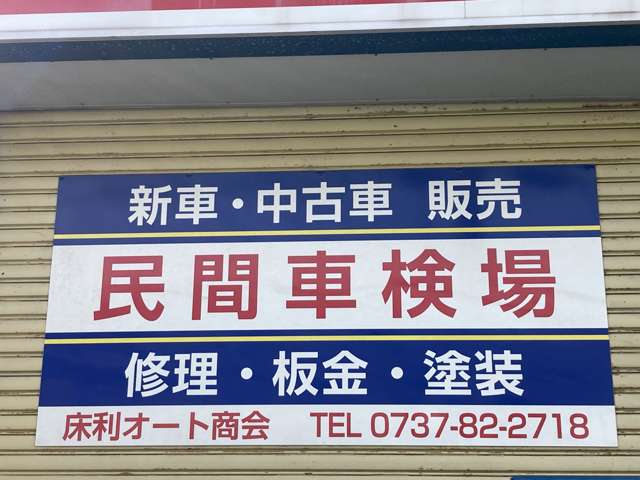 新車・中古車 販売
民間車検場
修理・板金・塗装
床利オート商会 TEL 0737-82-2718